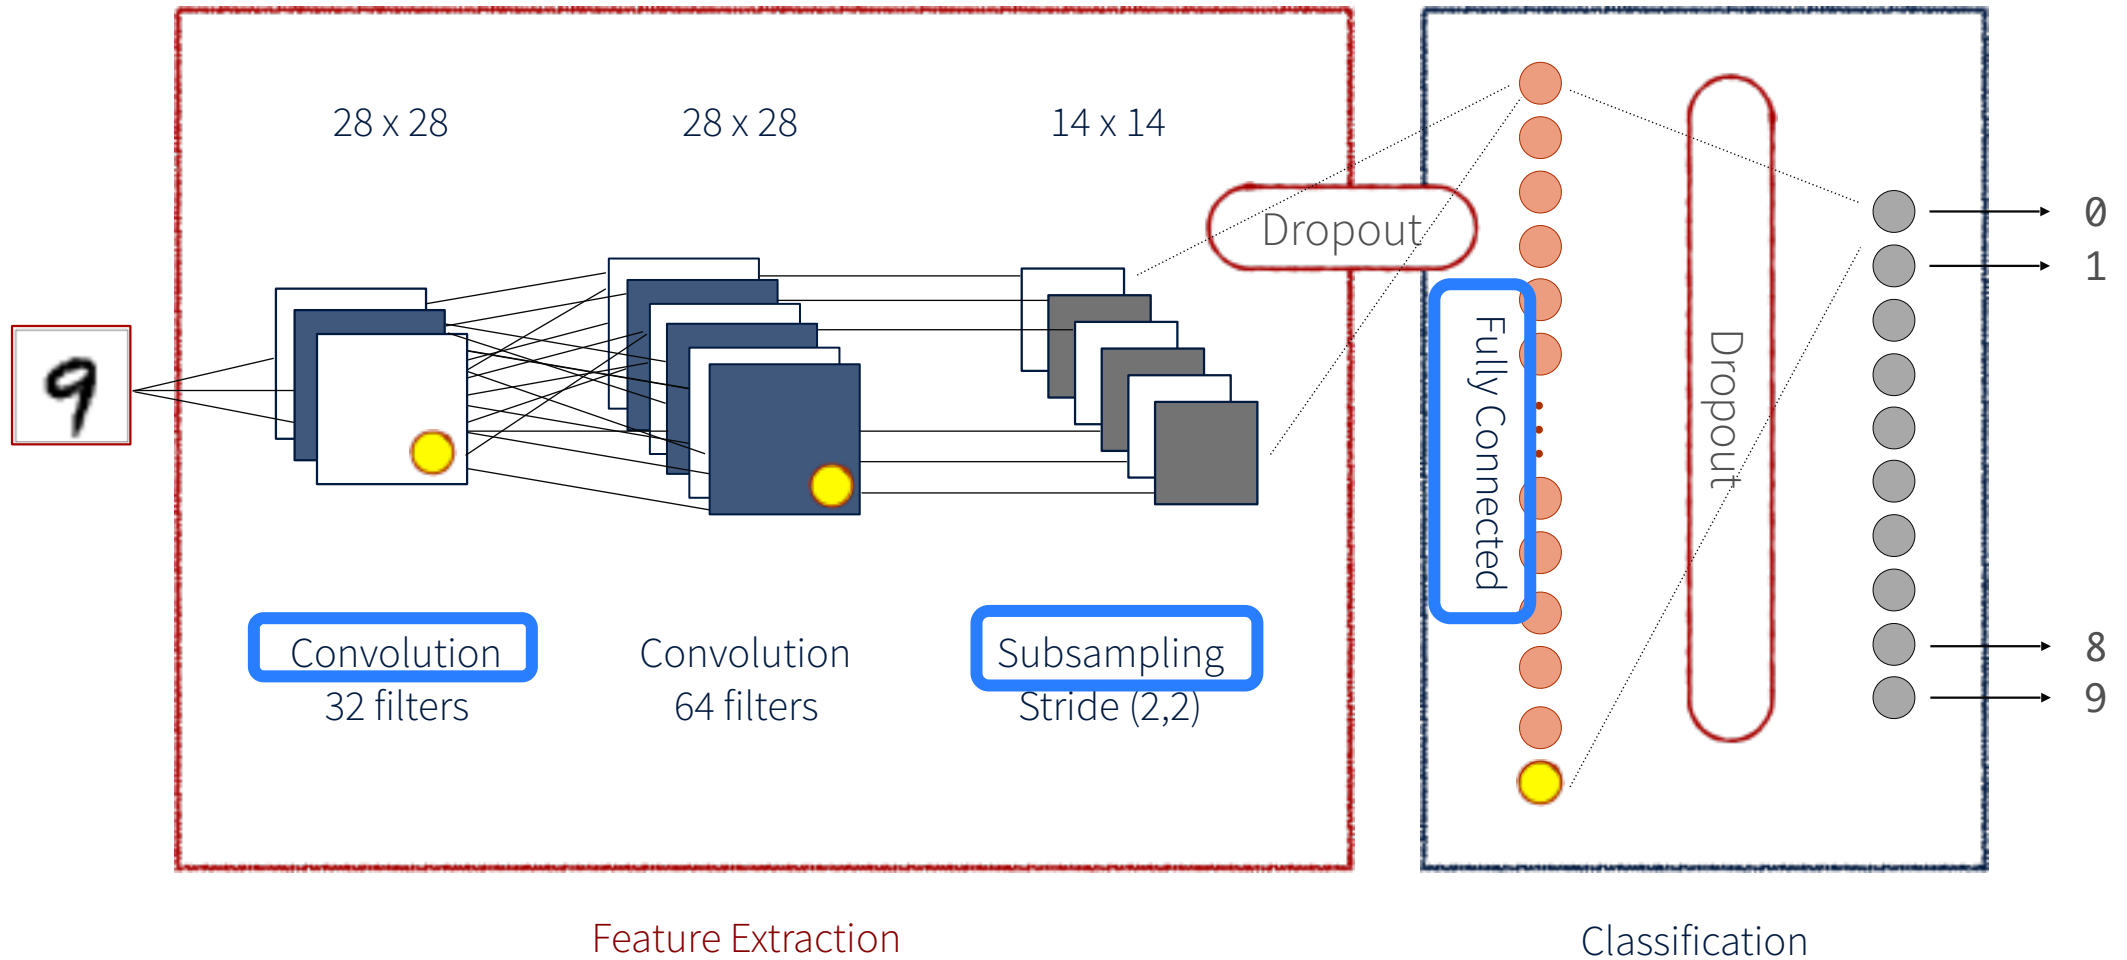 28 x 28
28 x 28
14 x 14
Dropout
9
Fully Connected
Dropout
0
1
8
9
Convolution
32 filters
Convolution
64 filters
Subsampling
Stride (2,2)
Feature Extraction
Classification